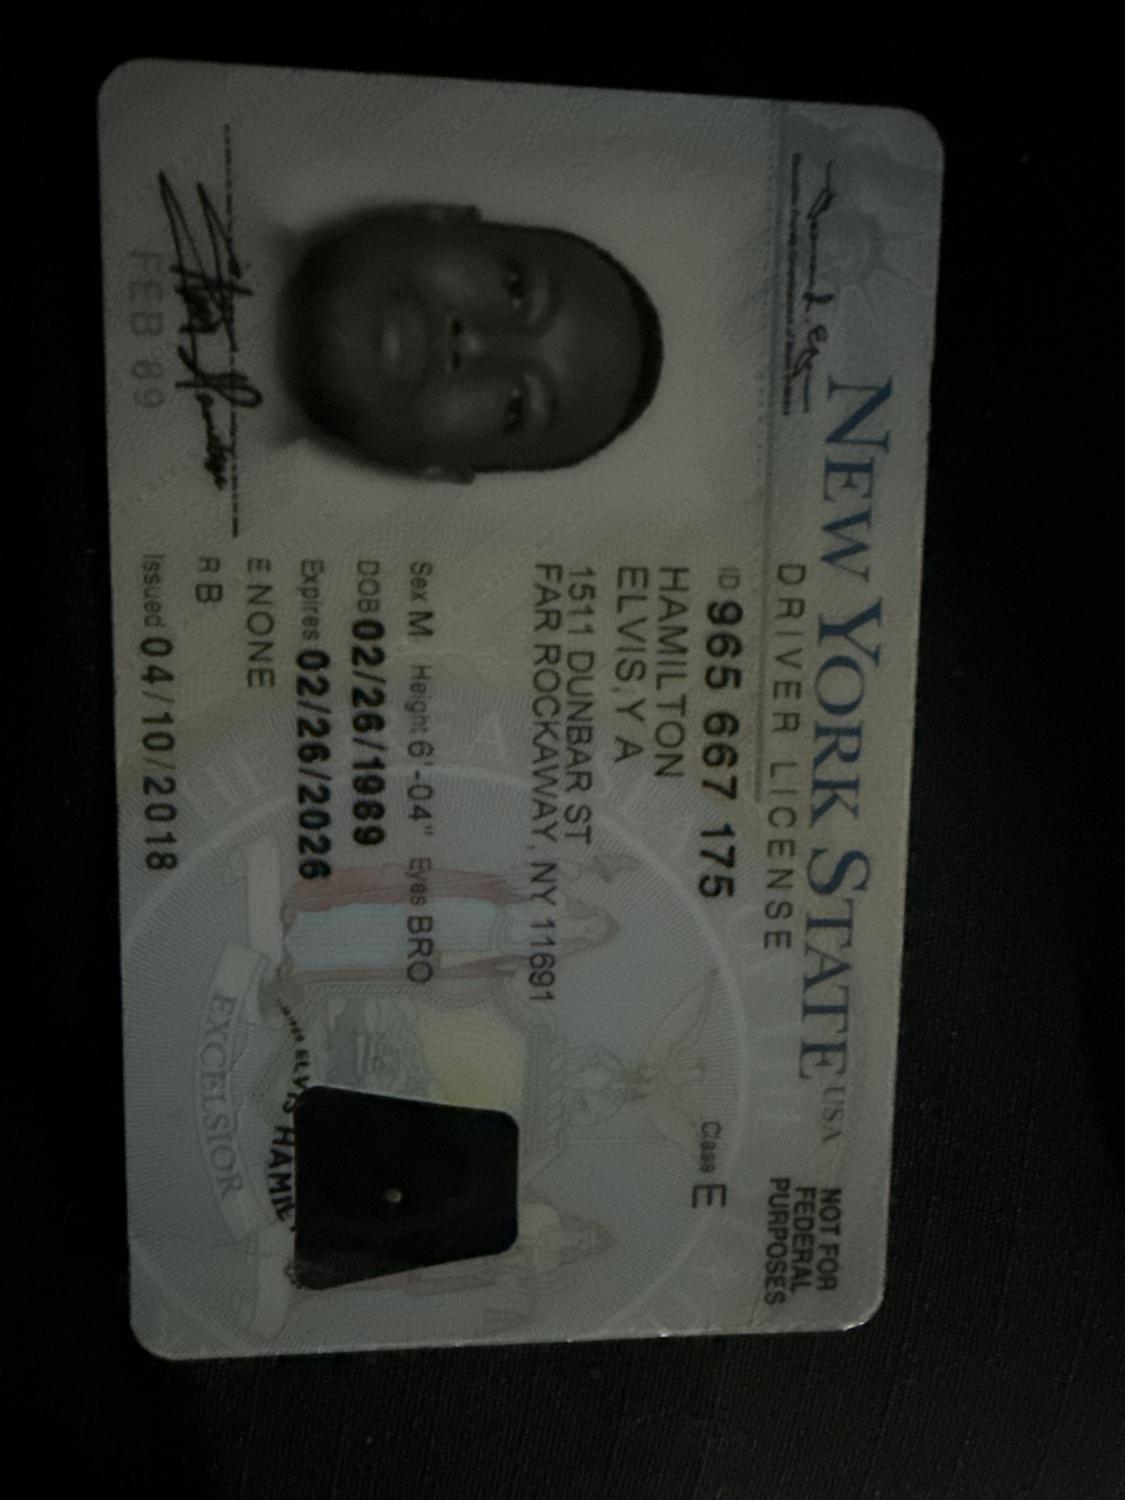 NEW YORK STATE USA
DRIVER LICENSE
NOT FOR
FEDERAL
PURPOSES
ID 965 667 175
Class E
HAMILTON
ELVIS,Y A
1511 DUNBAR ST
FAR ROCKAWAY, NY 11691
Sex M Height 6'-04" Eyes BRO
DOB 02/26/1989
Expires 02/26/2026
E NONE
R B
Issued 04/10/2018
FEB 89
ELVIS HAMIL
EXCELSIOR